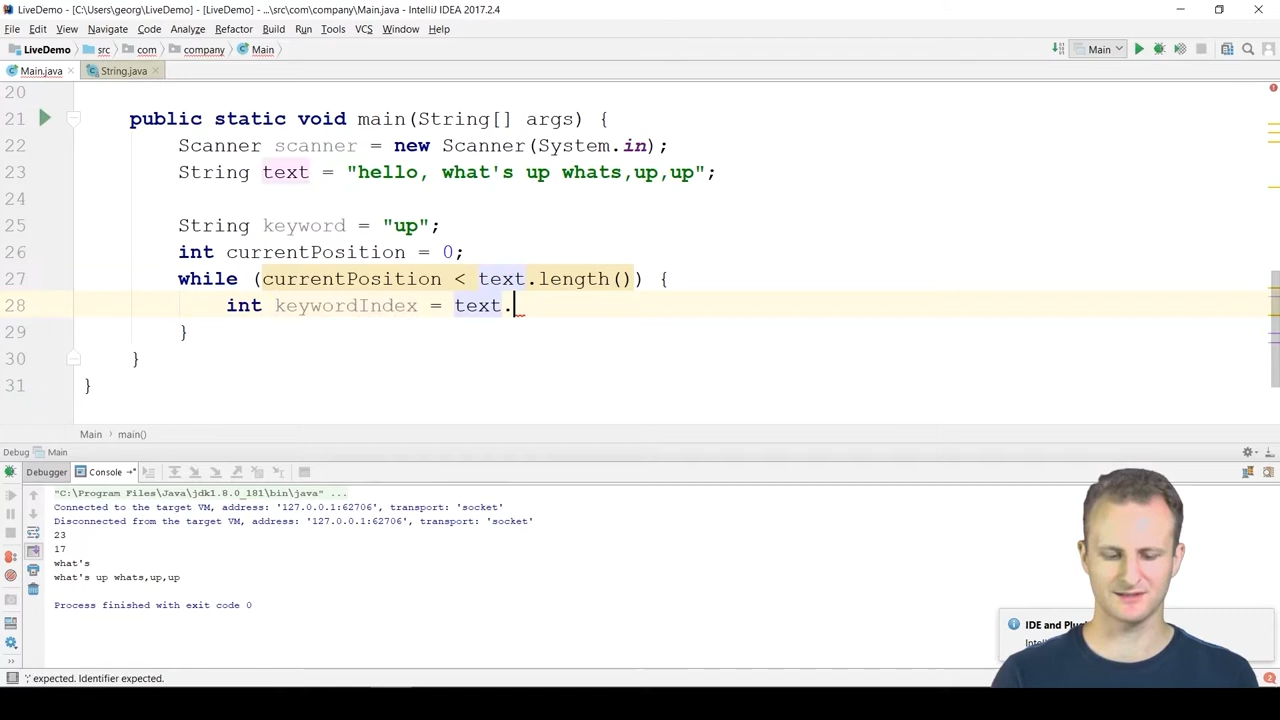 LiveDemo - [C:\Users\georg\LiveDemo] - [LiveDemo] - ...\src\com\company\Main.java - IntelliJ IDEA 2017.2.4
File Edit View Navigate Code Analyze Refactor Build Run Tools VCS Window Help
LiveDemo src com company Main Main
Main.java String.java
20
21 public static void main(String[] args) {
22 Scanner scanner = new Scanner(System.in);
23 String text = "hello, what's up whats,up,up";
24
25 String keyword = "up";
26 int currentPosition = 0;
27 while (currentPosition < text.length()) {
28 int keywordIndex = text.
29 }
30 }
31 }
Main main()
Debug Main
Debugger Console
"C:\Program Files\Java\jdk1.8.0_181\bin\java" ...
Connected to the target VM, address: '127.0.0.1:62706', transport: 'socket'
Disconnected from the target VM, address: '127.0.0.1:62706', transport: 'socket'
23
17
what's
what's up whats,up,up
Process finished with exit code 0
IDE and
';' expected. Identifier expected.
2